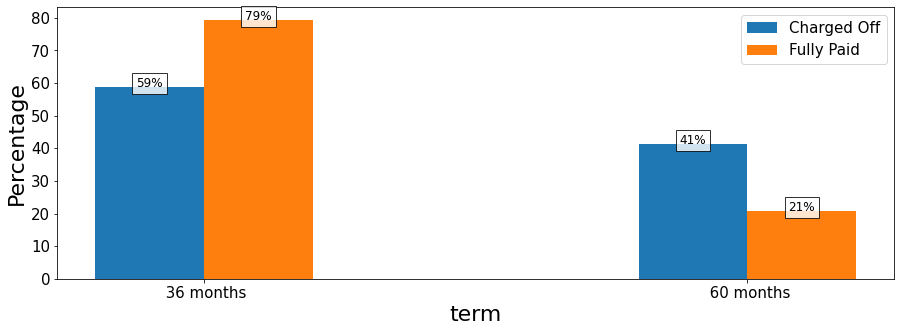 Percentage
80
70
60
50
40
30
20
10
0
59%
79%
41%
21%
Charged Off
Fully Paid
36 months
60 months
term